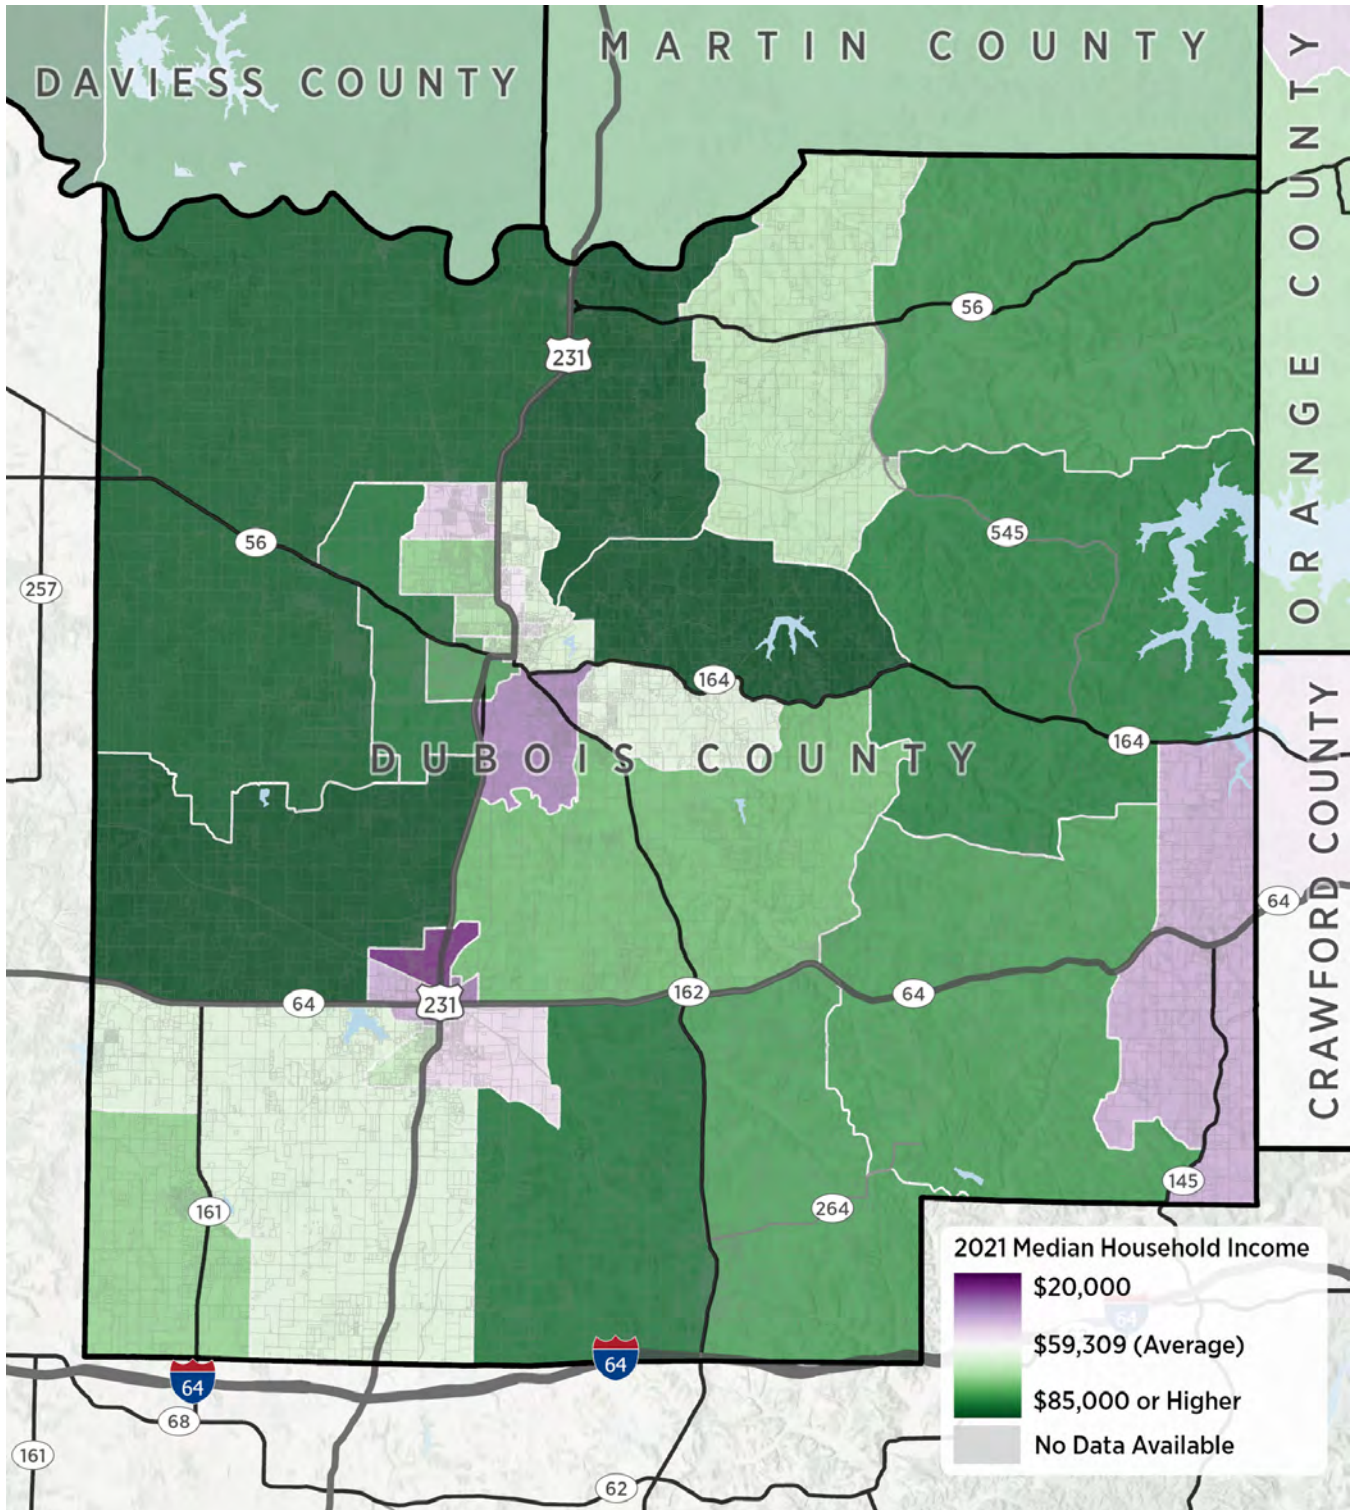 MARTIN COUNTY
DAVIESS COUNTY
ORANGE COUNTY
56
231
545
56
257
164
DUBOIS COUNTY
164
CRAWFORD COUNTY
64
64
231
162
64
145
161
264
2021 Median Household Income
$20,000
$59,309 (Average)
$85,000 or Higher
No Data Available
64
64
64
68
161
62